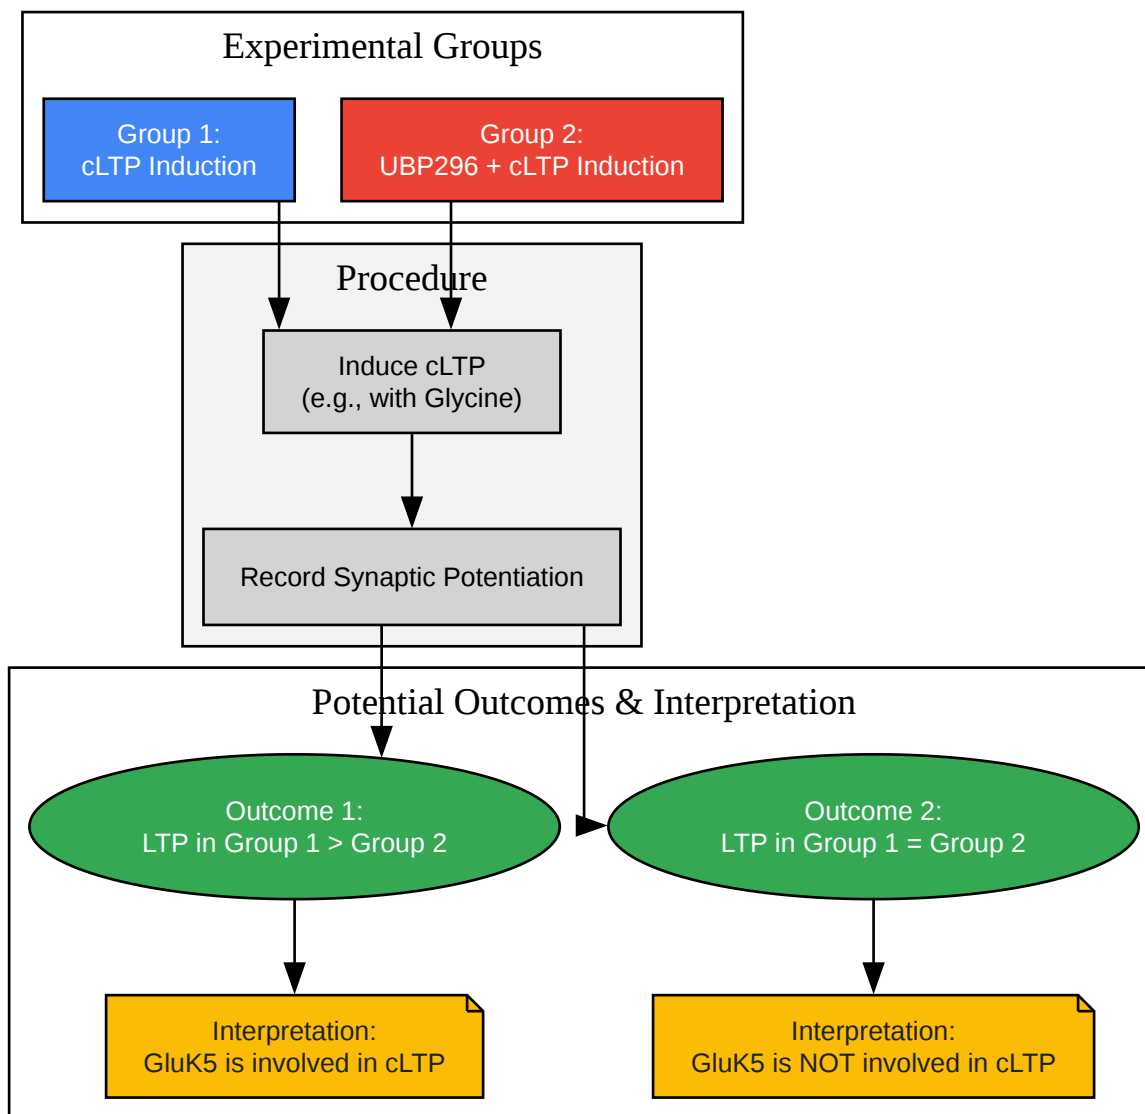 Experimental Groups
Group 1:
cLTP Induction
Group 2:
UBP296 + cLTP Induction
Procedure
Induce cLTP
(e.g., with Glycine)
Record Synaptic Potentiation
Potential Outcomes & Interpretation
Outcome 1:
LTP in Group 1 > Group 2
Outcome 2:
LTP in Group 1 = Group 2
Interpretation:
GluK5 is involved in cLTP
Interpretation:
GluK5 is NOT involved in cLTP